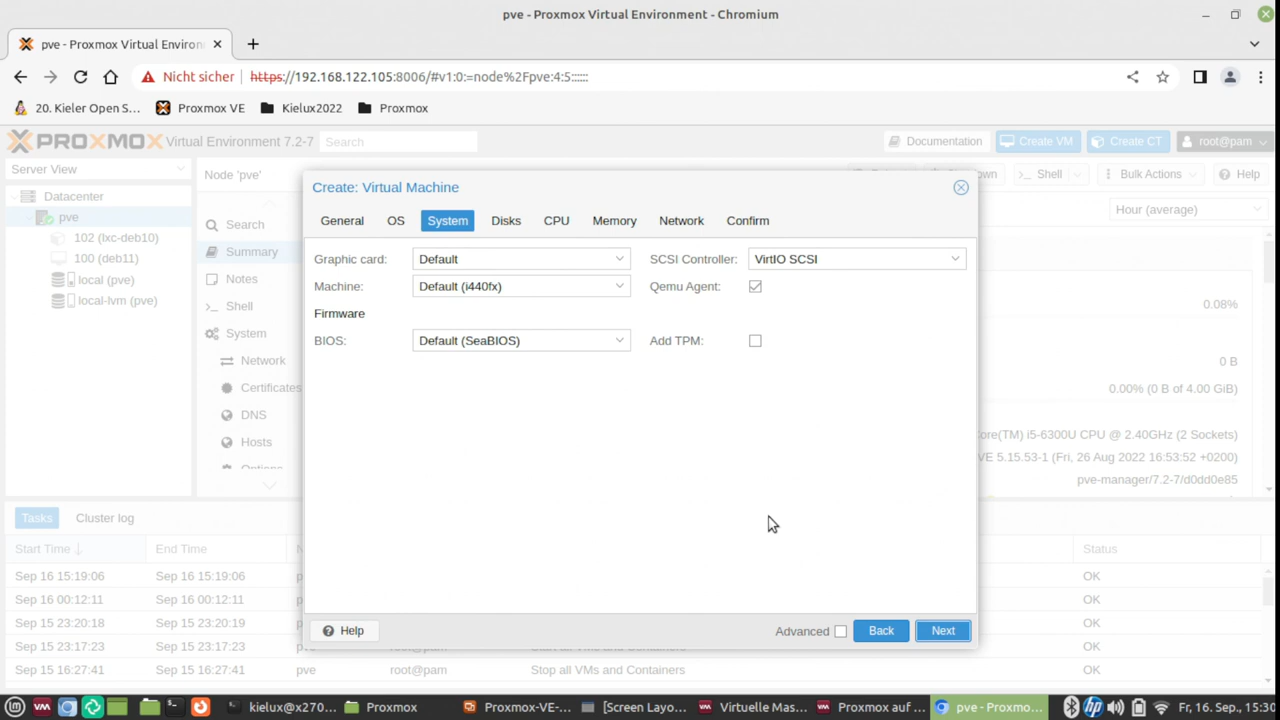 pve - Proxmox Virtual Environment - Chromium
pve - Proxmox Virtual Environ
Nicht sicher https://192.168.122.105:8006/#v1:0:=node%2Fpve:4:5::::::
20. Kieler Open S... Proxmox VE Kielux2022 Proxmox
PROXMOX Virtual Environment 7.2-7 Search Documentation Create VM Create CT root@pam
Server View Node 'pve' Shell Bulk Actions Help
Create: Virtual Machine
Datacenter
pve
102 (lxc-deb10)
100 (deb11)
local (pve)
local-lvm (pve)
Search
Summary
Notes
Shell
System
Network
Certificates
DNS
Hosts
Options
General OS System Disks CPU Memory Network Confirm
Graphic card: Default SCSI Controller: VirtIO SCSI
Machine: Default (i440fx) Qemu Agent:
Firmware
BIOS: Default (SeaBIOS) Add TPM:
Help Advanced Back Next
Hour (average)
0.08%
0 B
0.00% (0 B of 4.00 GiB)
i5-6300U CPU @ 2.40GHz (2 Sockets)
5.15.53-1 (Fri, 26 Aug 2022 16:53:52 +0200)
pve-manager/7.2-7/d0dd0e85
Tasks Cluster log
Start Time End Time Status
Sep 16 15:19:06 Sep 16 15:19:06 OK
Sep 16 00:12:11 Sep 16 00:12:11 OK
Sep 15 23:20:18 Sep 15 23:20:19 OK
Sep 15 23:17:23 Sep 15 23:17:23 OK
Sep 15 16:27:41 Sep 15 16:27:41 pve root@pam Stop all VMs and Containers OK
kielux@x270... Proxmox Proxmox-VE-... [Screen Layo... Virtuelle Mas... Proxmox auf ... pve - Proxmo... Fr, 16. Sep., 15:30